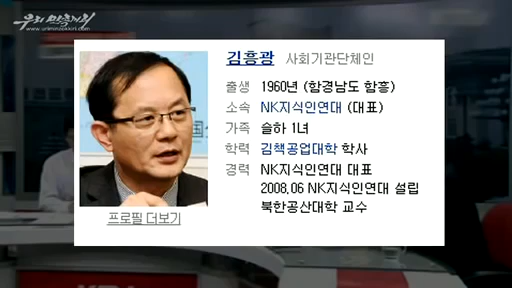 우리민족끼리
www.uriminzokkiri.com
김흥광 사회기관단체인
출생 1960년 (함경남도 함흥)
소속 NK지식인연대 (대표)
가족 슬하 1녀
학력 김책공업대학 학사
경력 NK지식인연대 대표
2008.06 NK지식인연대 설립
북한공산대학 교수
프로필 더보기